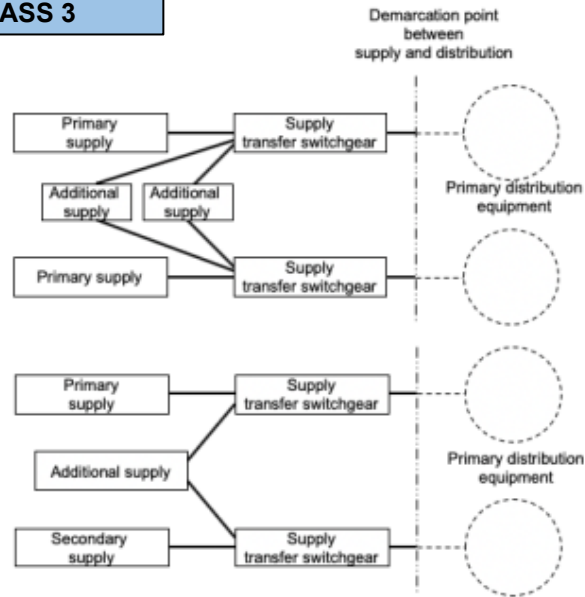 ASS 3
Demarcation point
between
supply and distribution
Primary
supply
Supply
transfer switchgear
Additional
supply
Additional
supply
Primary distribution
equipment
Primary supply
Supply
transfer switchgear
Primary
supply
Supply
transfer switchgear
Additional supply
Primary distribution
equipment
Secondary
supply
Supply
transfer switchgear